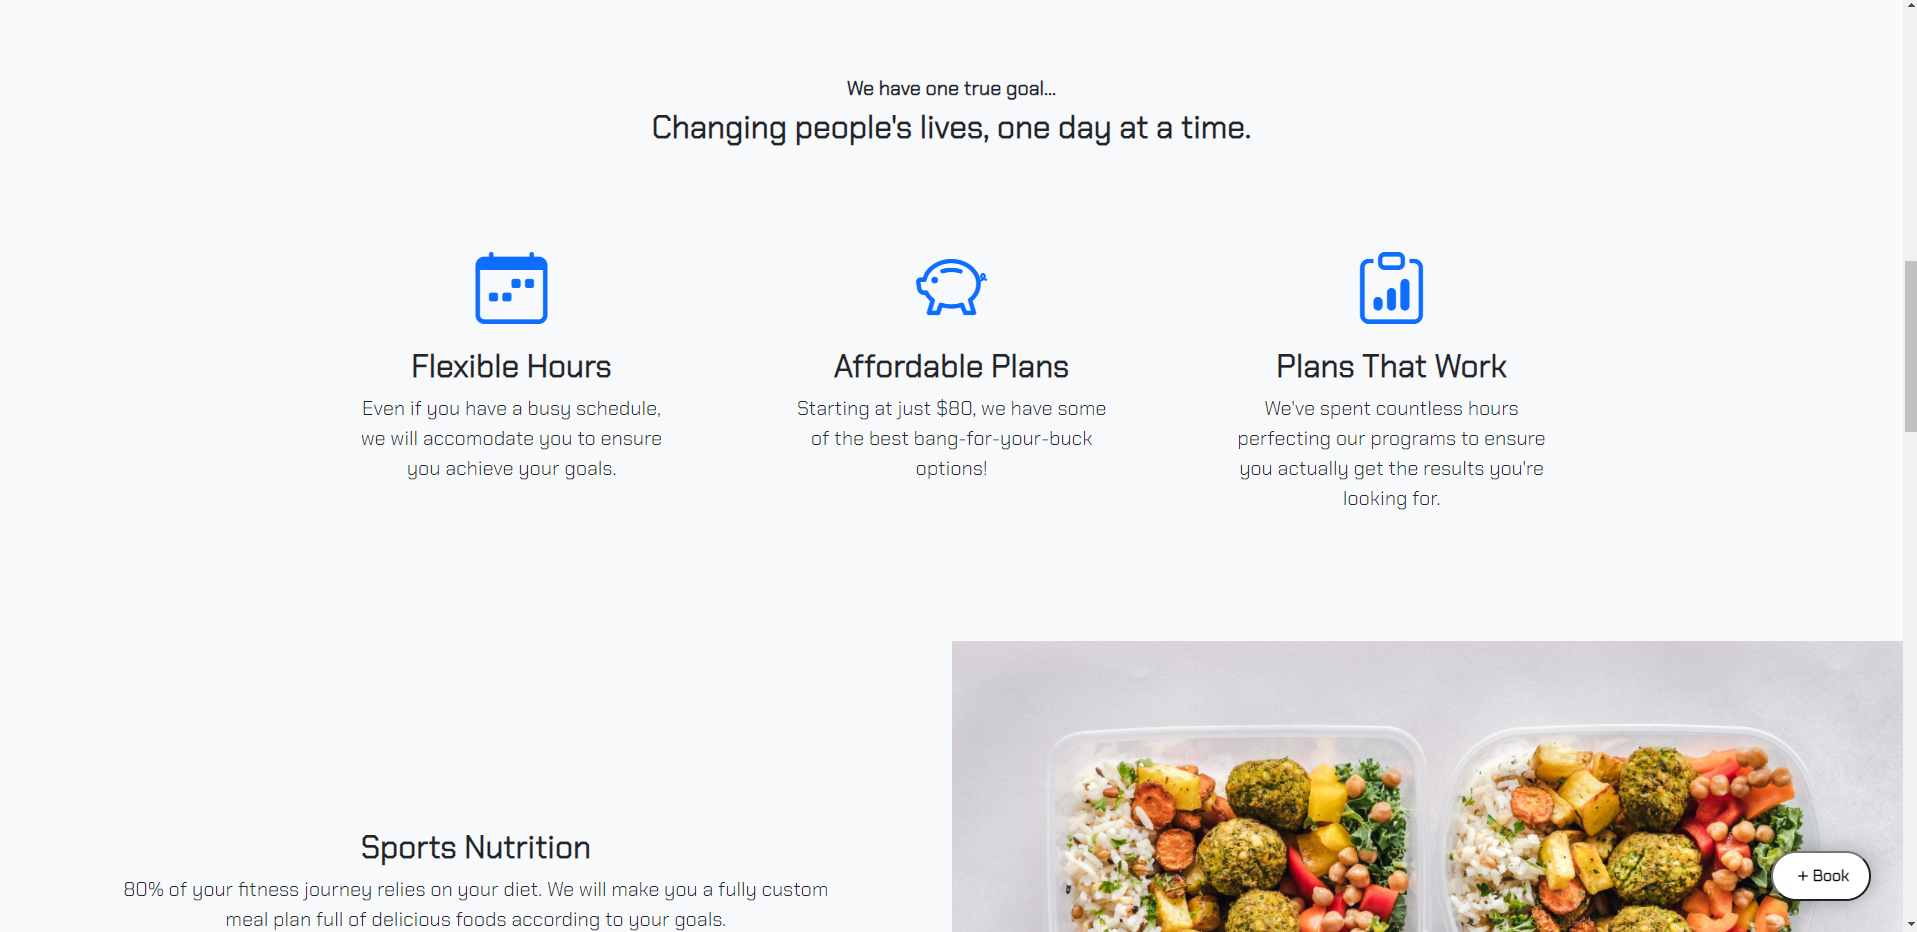 We have one true goal...
Changing people's lives, one day at a time.
Flexible Hours
Even if you have a busy schedule,
we will accomodate you to ensure
you achieve your goals.
Affordable Plans
Starting at just $80, we have some
of the best bang-for-your-buck
options!
Plans That Work
We've spent countless hours
perfecting our programs to ensure
you actually get the results you're
looking for.
Sports Nutrition
80% of your fitness journey relies on your diet. We will make you a fully custom
meal plan full of delicious foods according to your goals.
+ Book